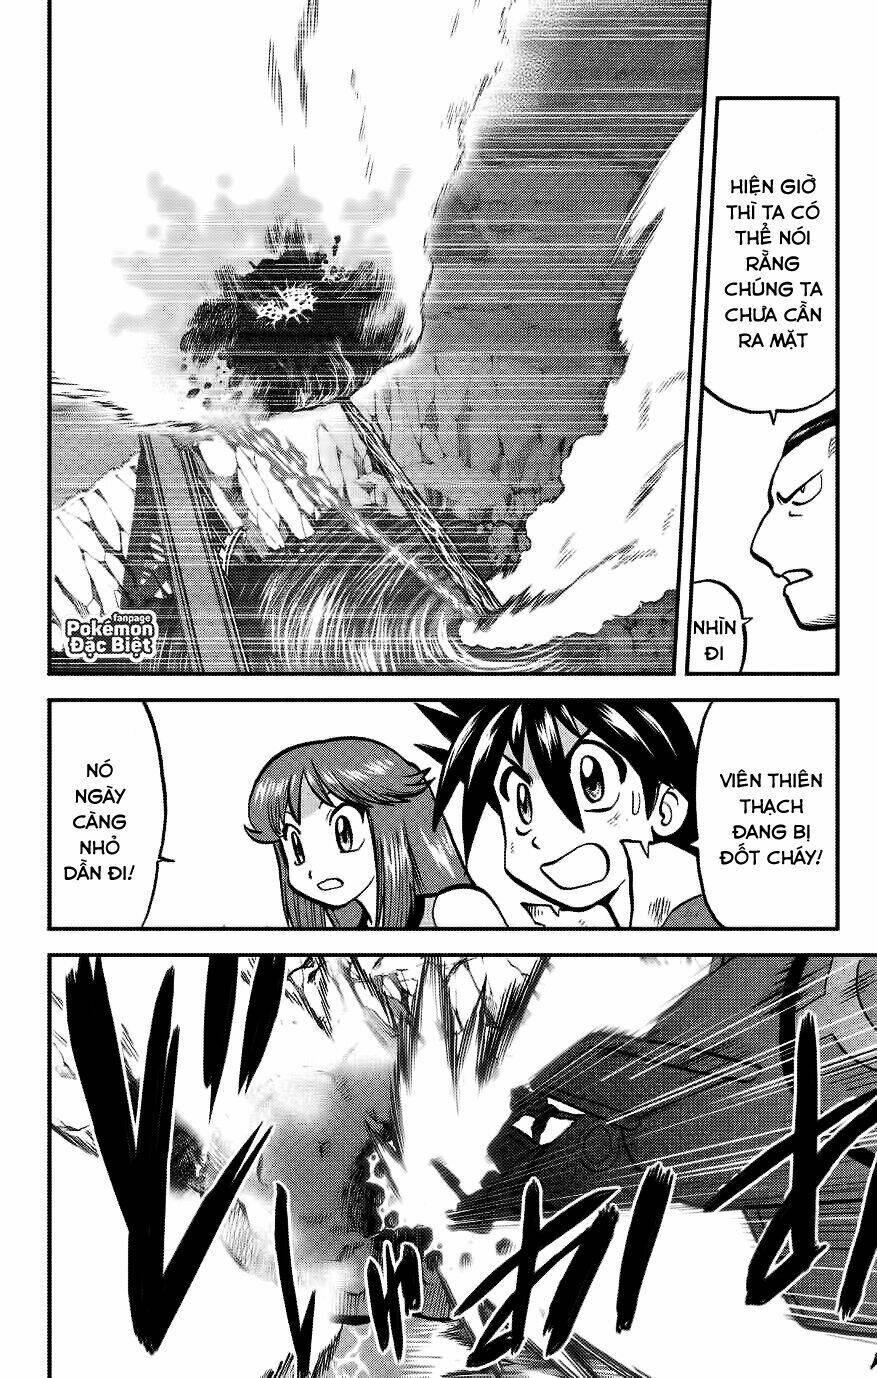 HIỆN GIỜ
THÌ TA CÓ
THỂ NÓI
RẰNG
CHÚNG TA
CHƯA CẦN
RA MẶT
NHÌN
ĐI
fanpage
Pokémon
Đặc Biệt
VIÊN THIÊN
THẠCH
ĐANG BỊ
ĐỐT CHÁY!
NÓ
NGÀY
CÀNG
NHỎ
DẦN ĐI!